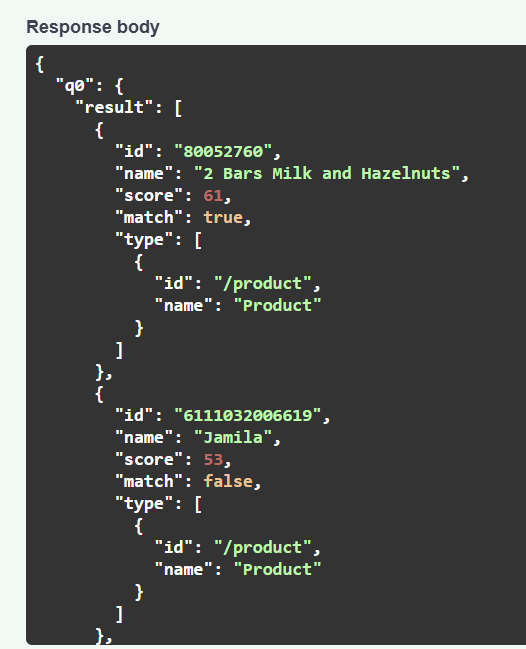 Response body
{
  "q0": {
    "result": [
      {
        "id": "80052760",
        "name": "2 Bars Milk and Hazelnuts",
        "score": 61,
        "match": true,
        "type": [
          {
            "id": "/product",
            "name": "Product"
          }
        ]
      },
      {
        "id": "6111032006619",
        "name": "Jamila",
        "score": 53,
        "match": false,
        "type": [
          {
            "id": "/product",
            "name": "Product"
          }
        ]
      },